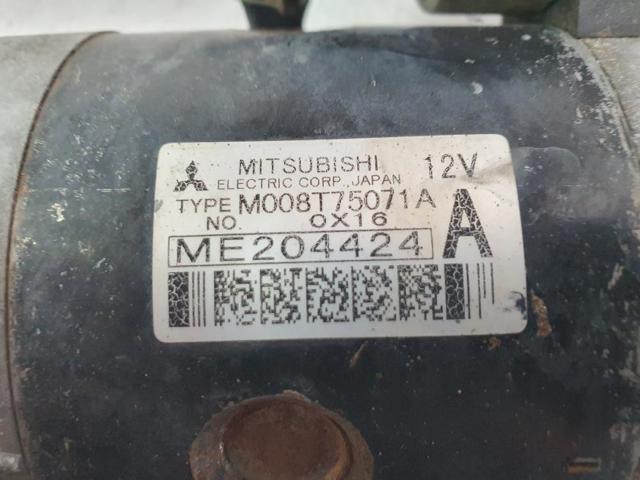 MITSUBISHI 12V
ELECTRIC CORP., JAPAN
TYPE M008T75071A
NO. 0X16
ME204424 A